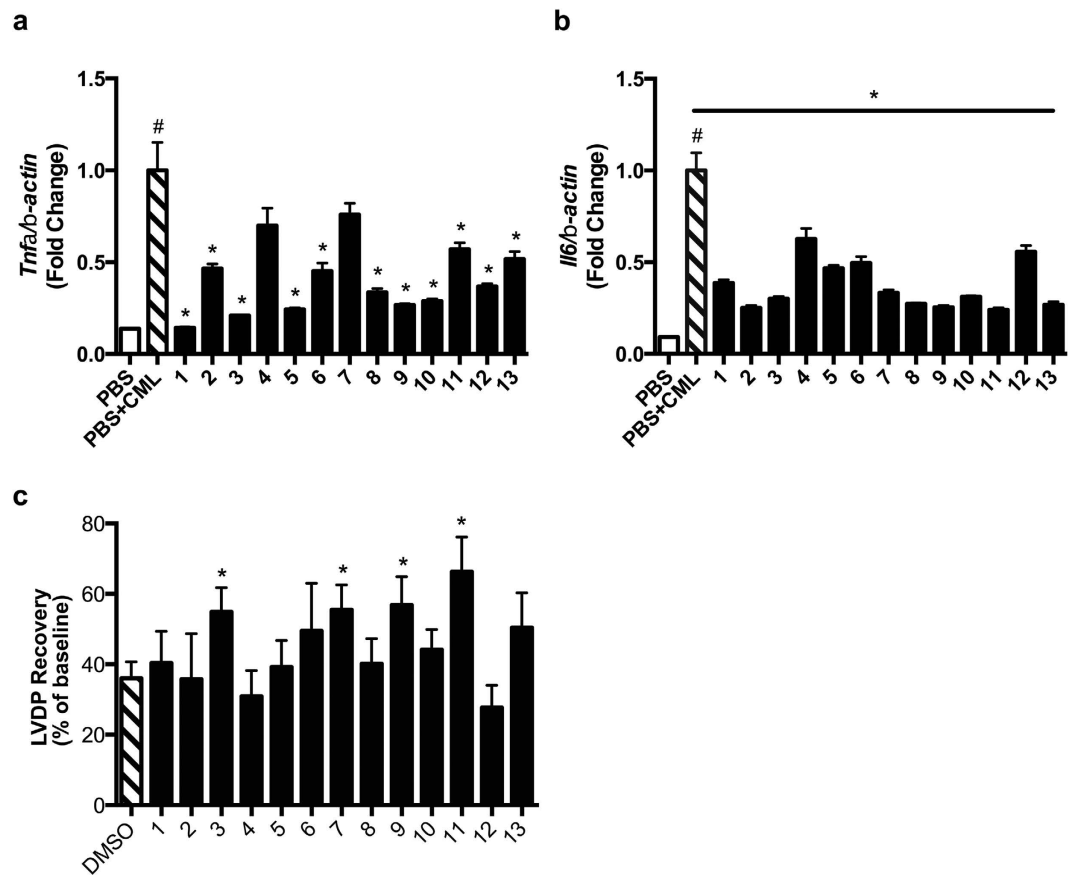 a
Tnfa/b-actin
(Fold Change)
1.5
1.0
0.5
0.0
#
* * * * * * * * * * *
PBS
PBS+CML
1 2 3 4 5 6 7 8 9 10 11 12 13
b
Il6/b-actin
(Fold Change)
1.5
1.0
0.5
0.0
*
#
PBS
PBS+CML
1 2 3 4 5 6 7 8 9 10 11 12 13
c
LVDP Recovery
(% of baseline)
80
60
40
20
0
* * * *
DMSO
1 2 3 4 5 6 7 8 9 10 11 12 13